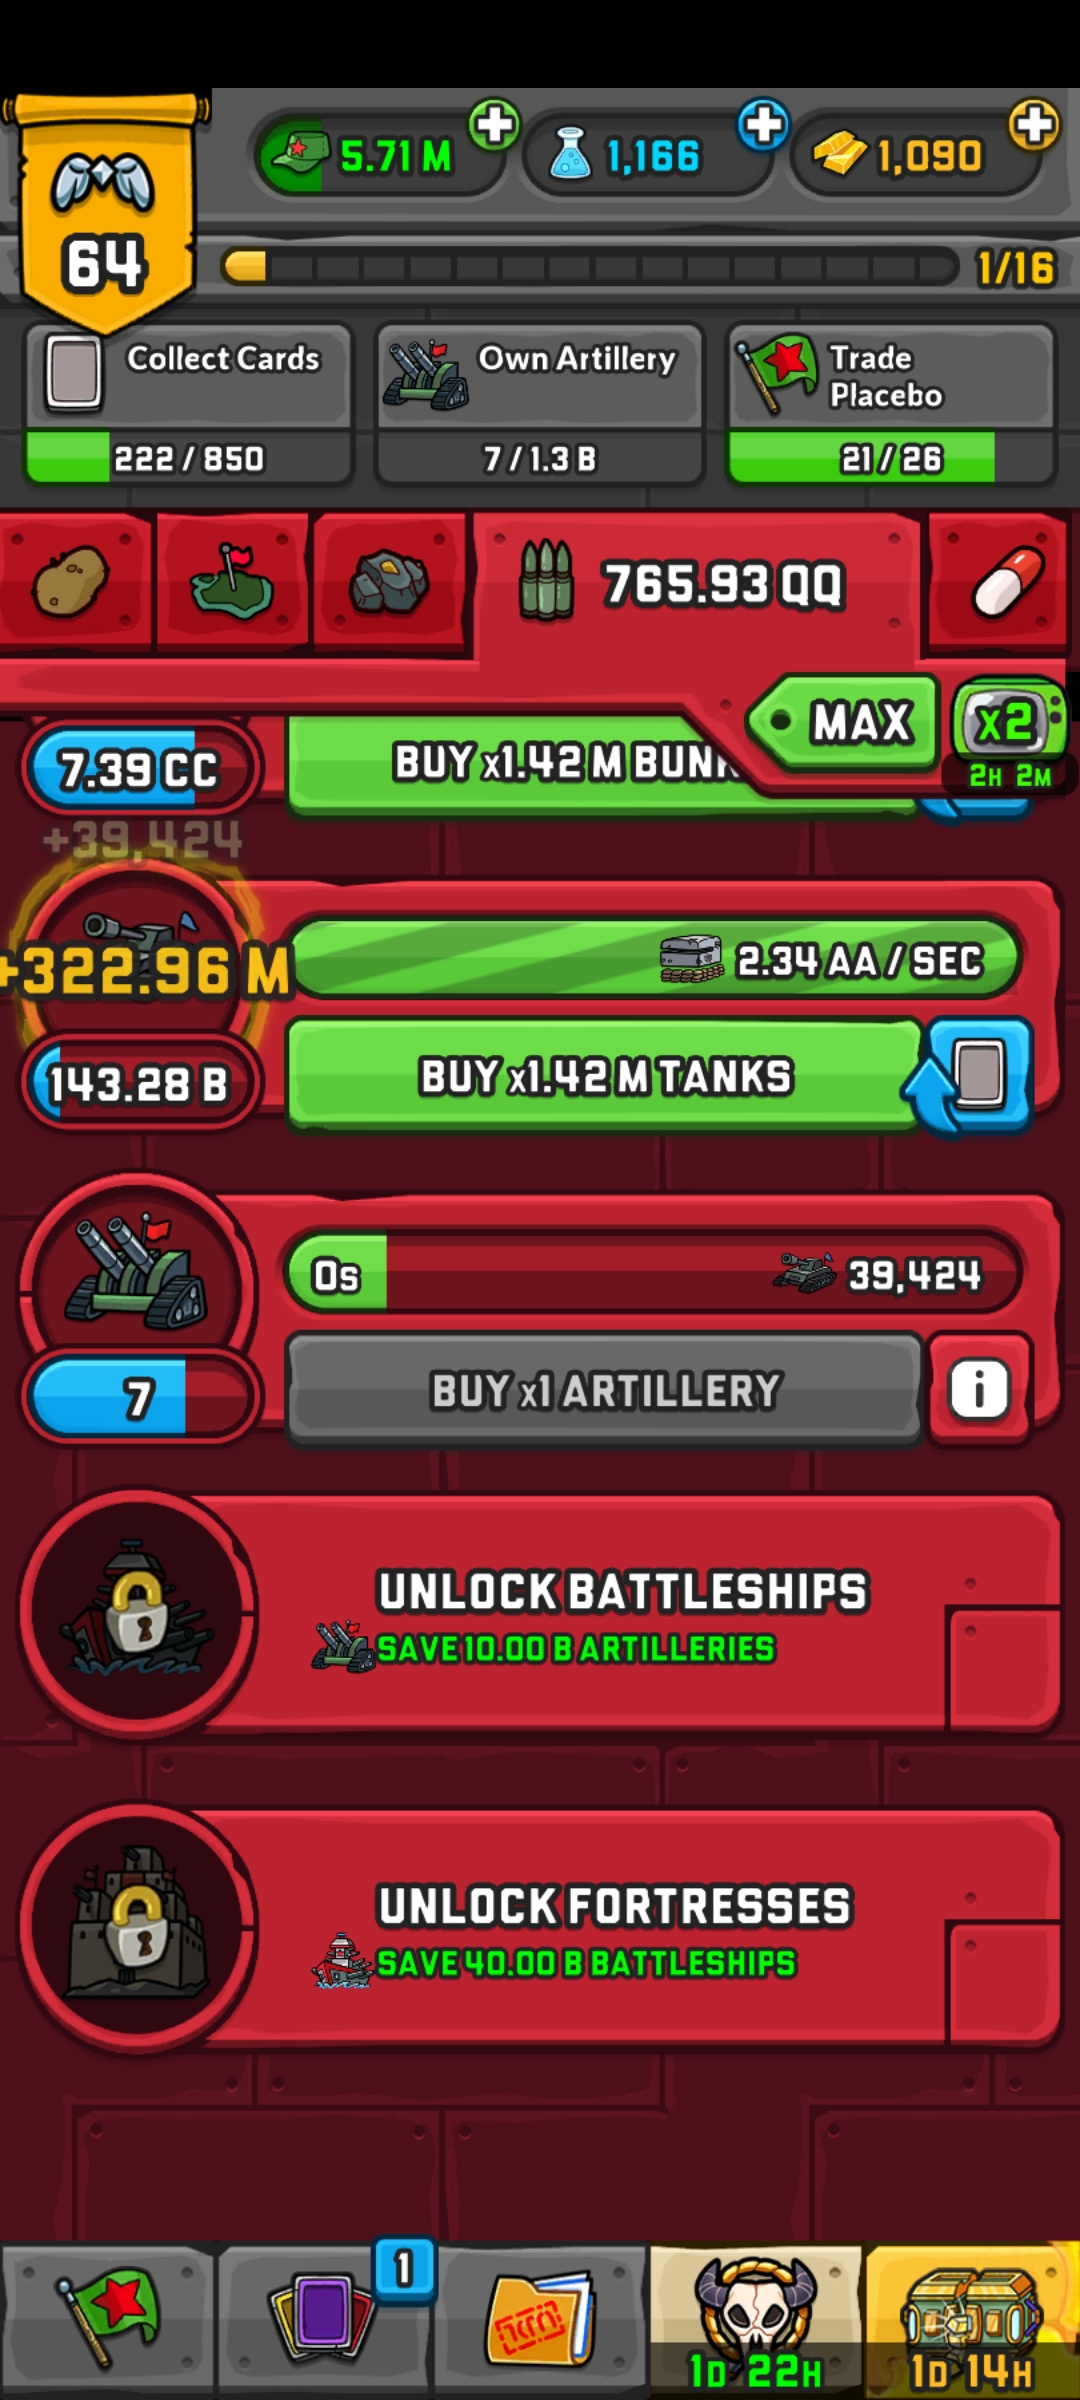 5.71 M
1,166
1,090
64
1/16
Collect Cards
222 / 850
Own Artillery
7 / 1.3 B
Trade
Placebo
21 / 26
765.93 QQ
MAX
x2
2H 2M
7.39 CC
BUY x1.42 M BUNK
+39,424
+322.96 M
2.34 AA / SEC
143.28 B
BUY x1.42 M TANKS
0s
39,424
7
BUY x1 ARTILLERY
i
UNLOCK BATTLESHIPS
SAVE 10.00 B ARTILLERIES
UNLOCK FORTRESSES
SAVE 40.00 B BATTLESHIPS
1
1D 22H
1D 14H